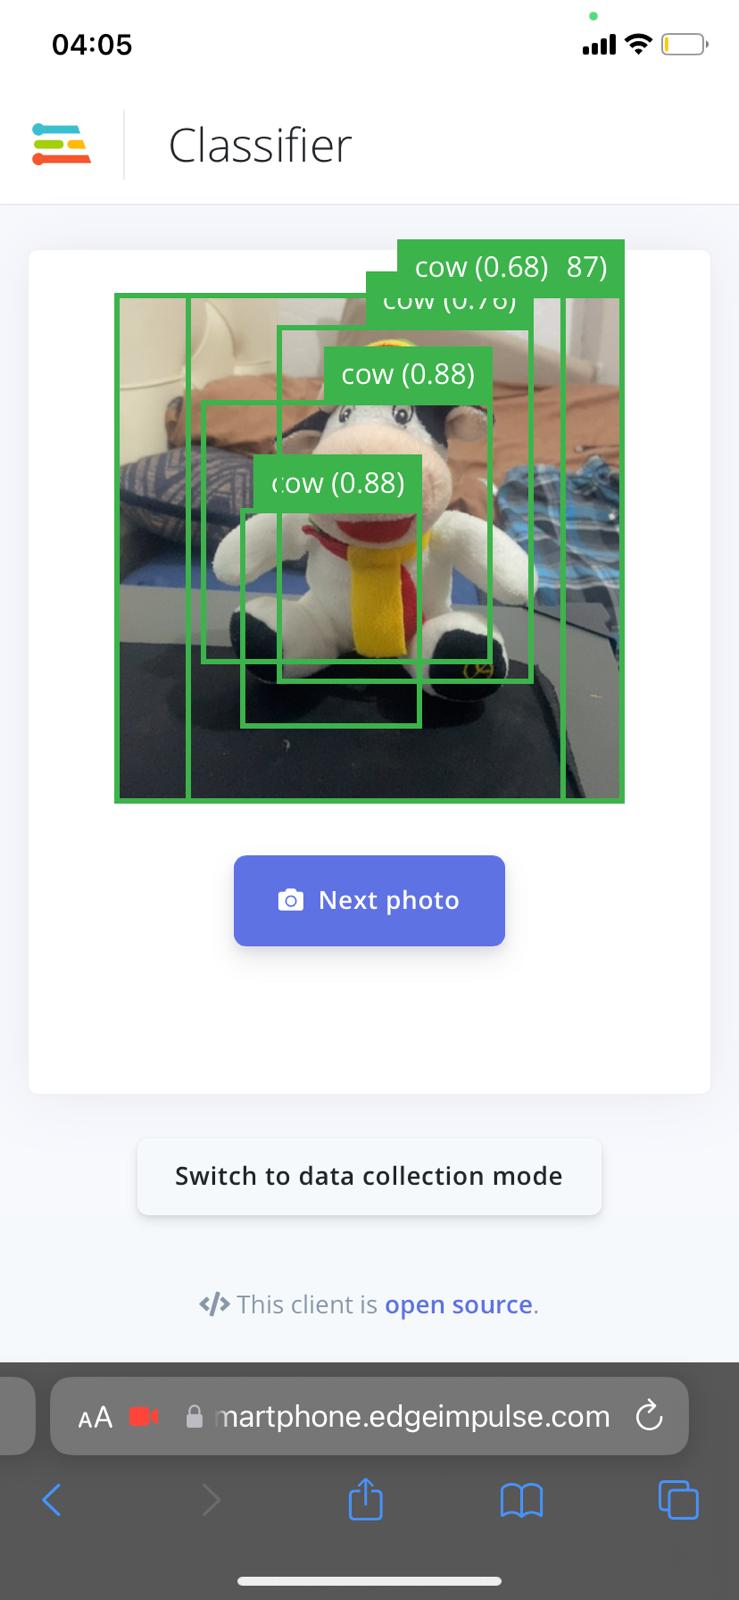 04:05
Classifier
cow (0.68) 87)
cow (0.76)
cow (0.88)
cow (0.88)
Next photo
Switch to data collection mode
</> This client is open source.
AA martphone.edgeimpulse.com